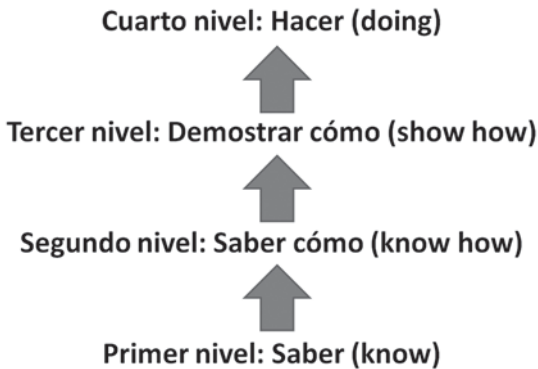 Cuarto nivel: Hacer (doing)
Tercer nivel: Demostrar cómo (show how)
Segundo nivel: Saber cómo (know how)
Primer nivel: Saber (know)